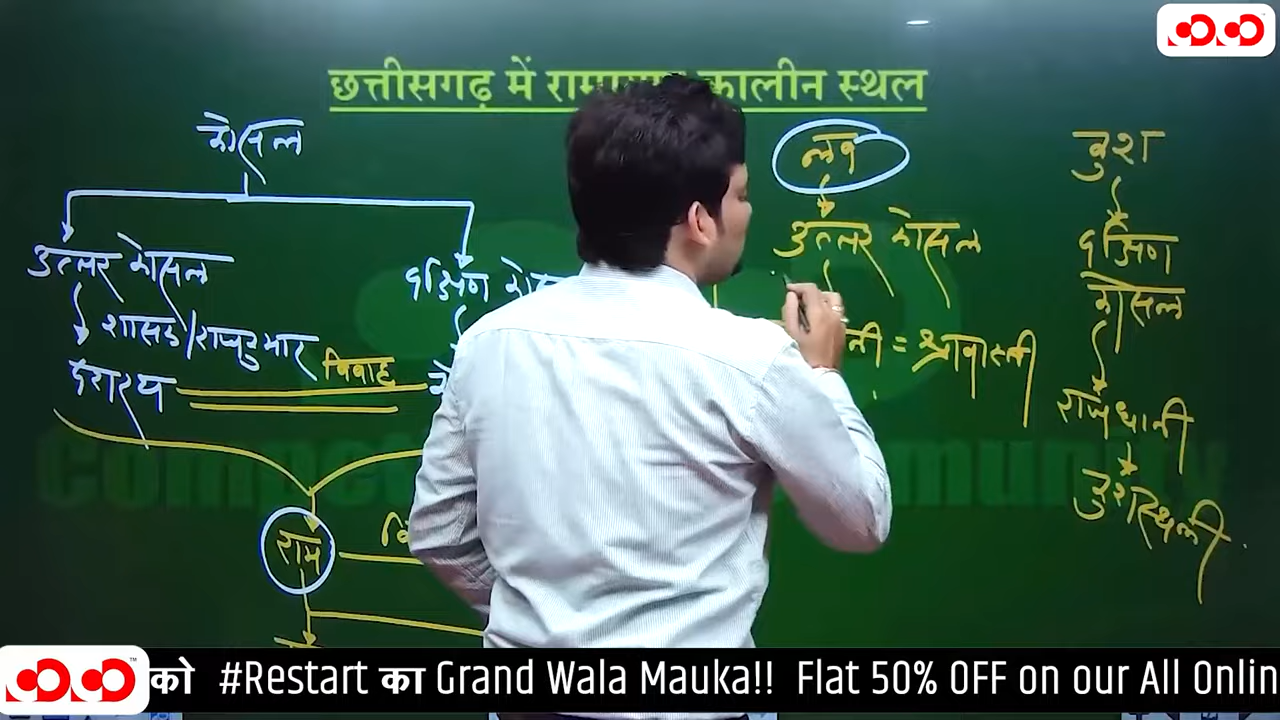 छत्तीसगढ़ में रामायण कालीन स्थल
कोसल
उत्तर कोसल
शासक/राजकुमार
दशरथ
विवाह
दक्षिण
राम
लव
उत्तर कोसल
= श्रावस्ती
कुश
दक्षिण
कोसल
राजधानी
कुशस्थली
को #Restart का Grand Wala Mauka!! Flat 50% OFF on our All Onlin